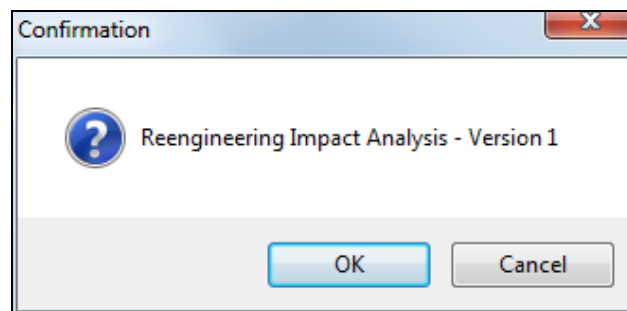 Confirmation
Reengineering Impact Analysis - Version 1
OK Cancel